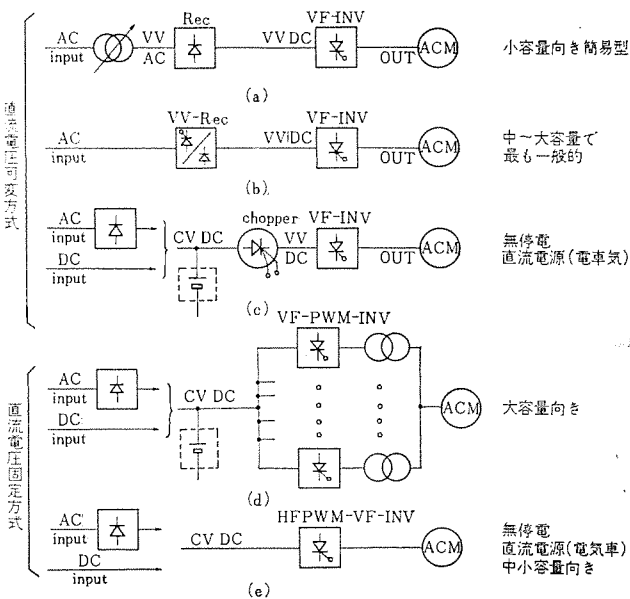 直流電圧可変方式
AC
input
VV
AC
Rec
VV DC
VF-INV
OUT
ACM
小容量向き簡易型
(a)
AC
input
VV-Rec
VVDC
VF-INV
OUT
ACM
中～大容量で
最も一般的
(b)
AC
input
DC
input
CV DC
chopper
VV
DC
VF-INV
OUT
ACM
無停電
直流電源(電車気)
(c)
直流電圧固定方式
AC
input
DC
input
CV DC
VF-PWM-INV
ACM
大容量向き
(d)
AC
input
DC
input
CV DC
HFPWM-VF-INV
ACM
無停電
直流電源(電気車)
中小容量向き
(e)